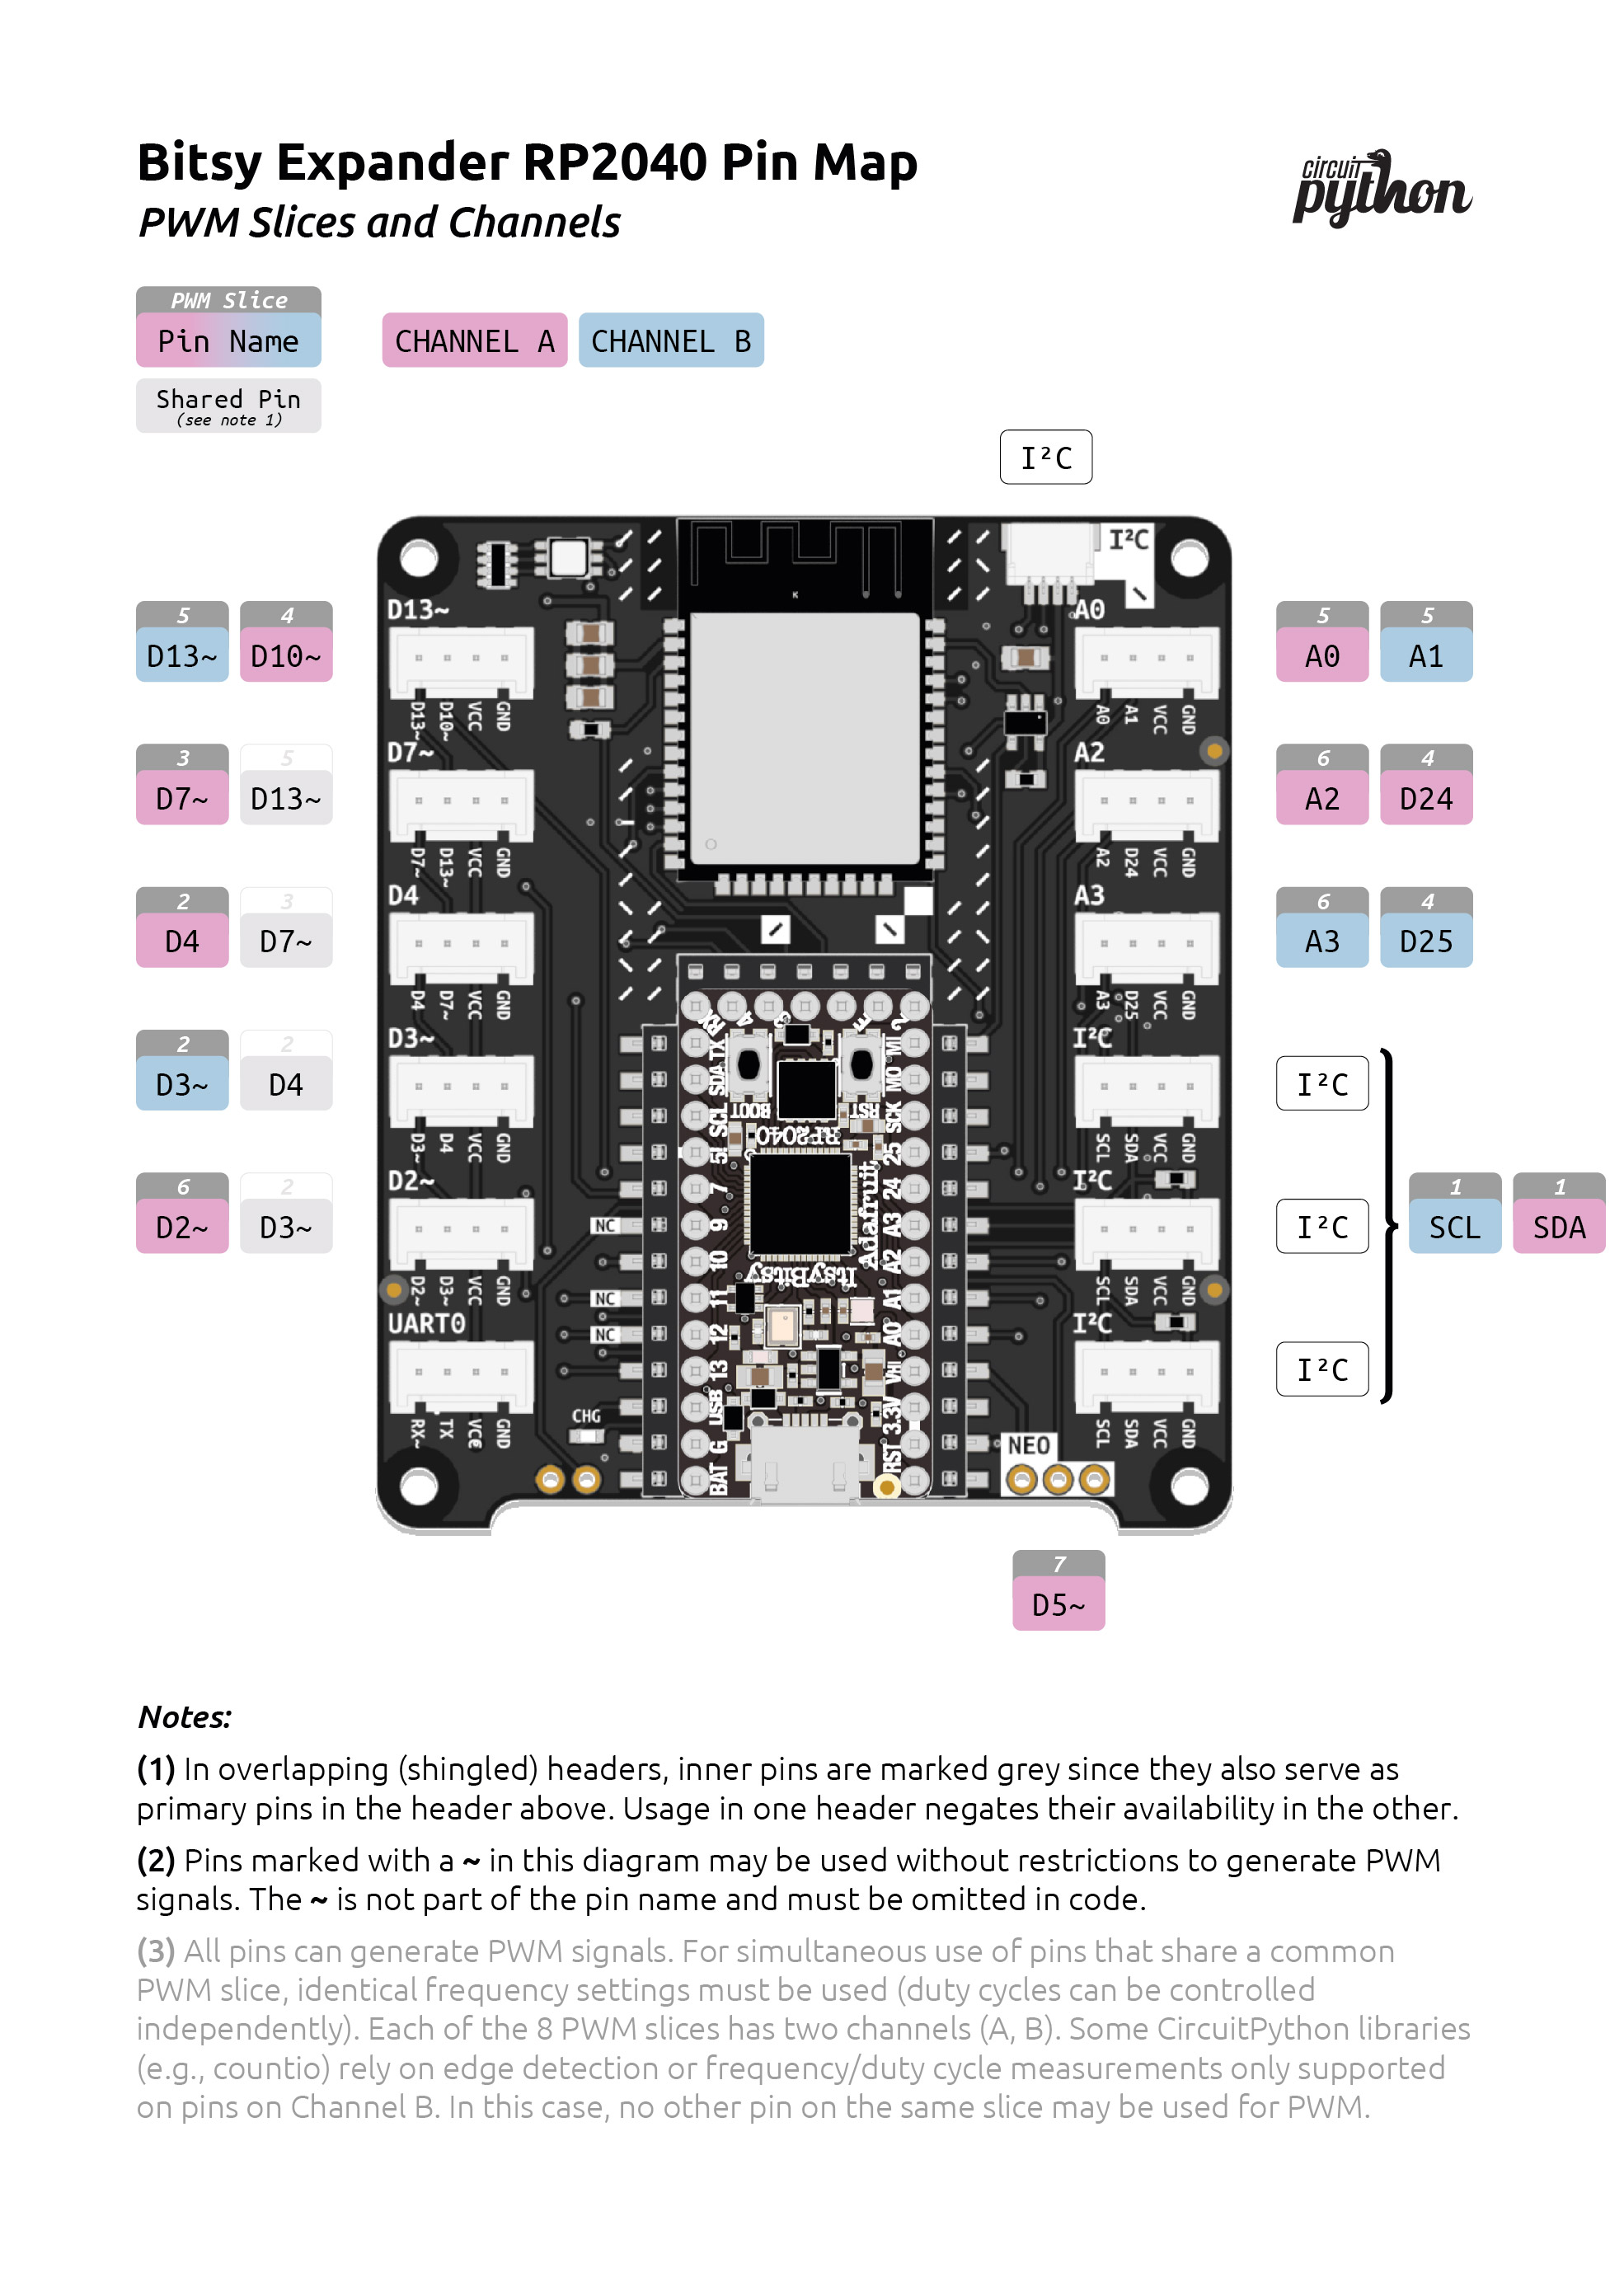 Bitsy Expander RP2040 Pin Map
PWM Slices and Channels
circuit
python
PWM Slice
Pin Name
CHANNEL A
CHANNEL B
Shared Pin
(see note 1)
I²C
I²C
D13~
A0
5
D13~
4
D10~
5
A0
5
A1
D13~ D10~ VCC GND
A0 A1 VCC GND
D7~
A2
3
D7~
5
D13~
6
A2
4
D24
D7~ D13~ VCC GND
A2 D24 VCC GND
D4
A3
2
D4
3
D7~
6
A3
4
D25
D4 D7~ VCC GND
A3 D25 VCC GND
D3~
I²C
2
D3~
2
D4
I²C
D3~ D4 VCC GND
SCL SDA VCC GND
D2~
I²C
6
D2~
2
D3~
I²C
1
SCL
1
SDA
D2~ D3~ VCC GND
SCL SDA VCC GND
UART0
I²C
I²C
RX~ TX VCC GND
SCL SDA VCC GND
RX 4 3 E 2
TX SDA SCL 5! 7 9 10 11 12 13 USB G BAT
MI MO SCK 25 24 A3 A2 A1 A0 VHI 3.3V RST
BOOT
RST
RP2040
Adafruit
ItsyBitsy
NC
NC
NC
CHG
NEO
7
D5~
Notes:
(1) In overlapping (shingled) headers, inner pins are marked grey since they also serve as
primary pins in the header above. Usage in one header negates their availability in the other.
(2) Pins marked with a ~ in this diagram may be used without restrictions to generate PWM
signals. The ~ is not part of the pin name and must be omitted in code.
(3) All pins can generate PWM signals. For simultaneous use of pins that share a common
PWM slice, identical frequency settings must be used (duty cycles can be controlled
independently). Each of the 8 PWM slices has two channels (A, B). Some CircuitPython libraries
(e.g., countio) rely on edge detection or frequency/duty cycle measurements only supported
on pins on Channel B. In this case, no other pin on the same slice may be used for PWM.